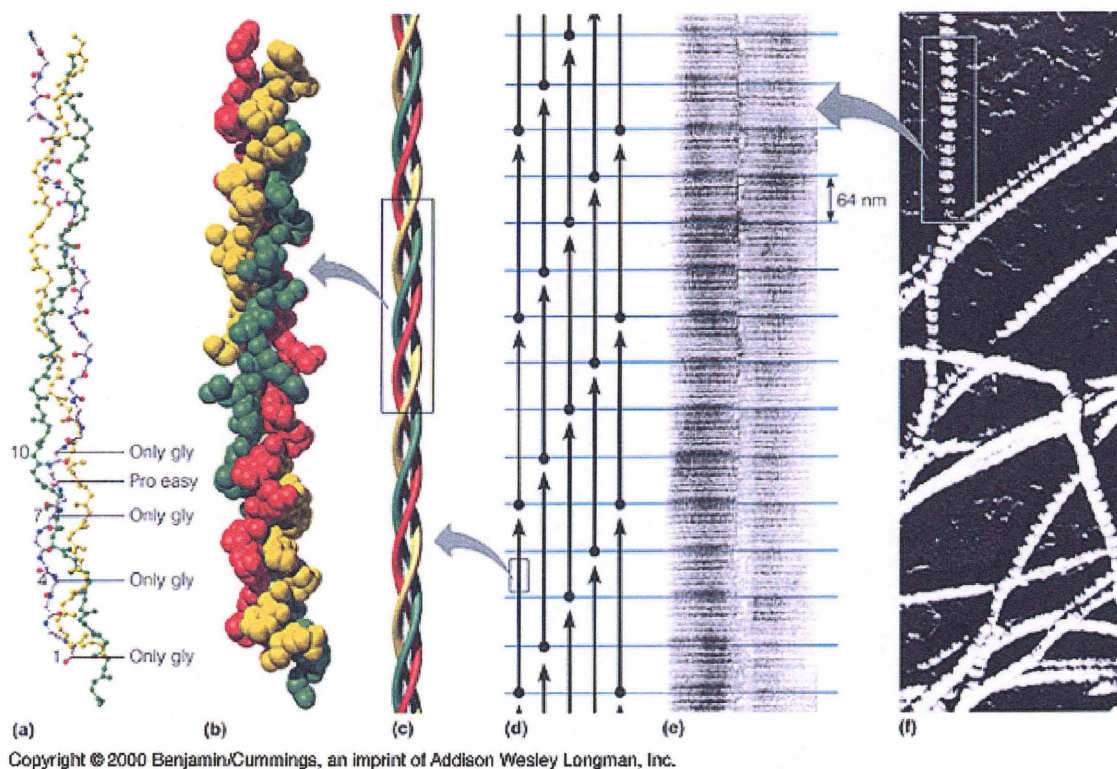 64 nm
10
Only gly
Pro easy
7
Only gly
4
Only gly
1
Only gly
(a)
(b)
(c)
(d)
(e)
(f)
Copyright © 2000 Benjamin/Cummings, an imprint of Addison Wesley Longman, Inc.